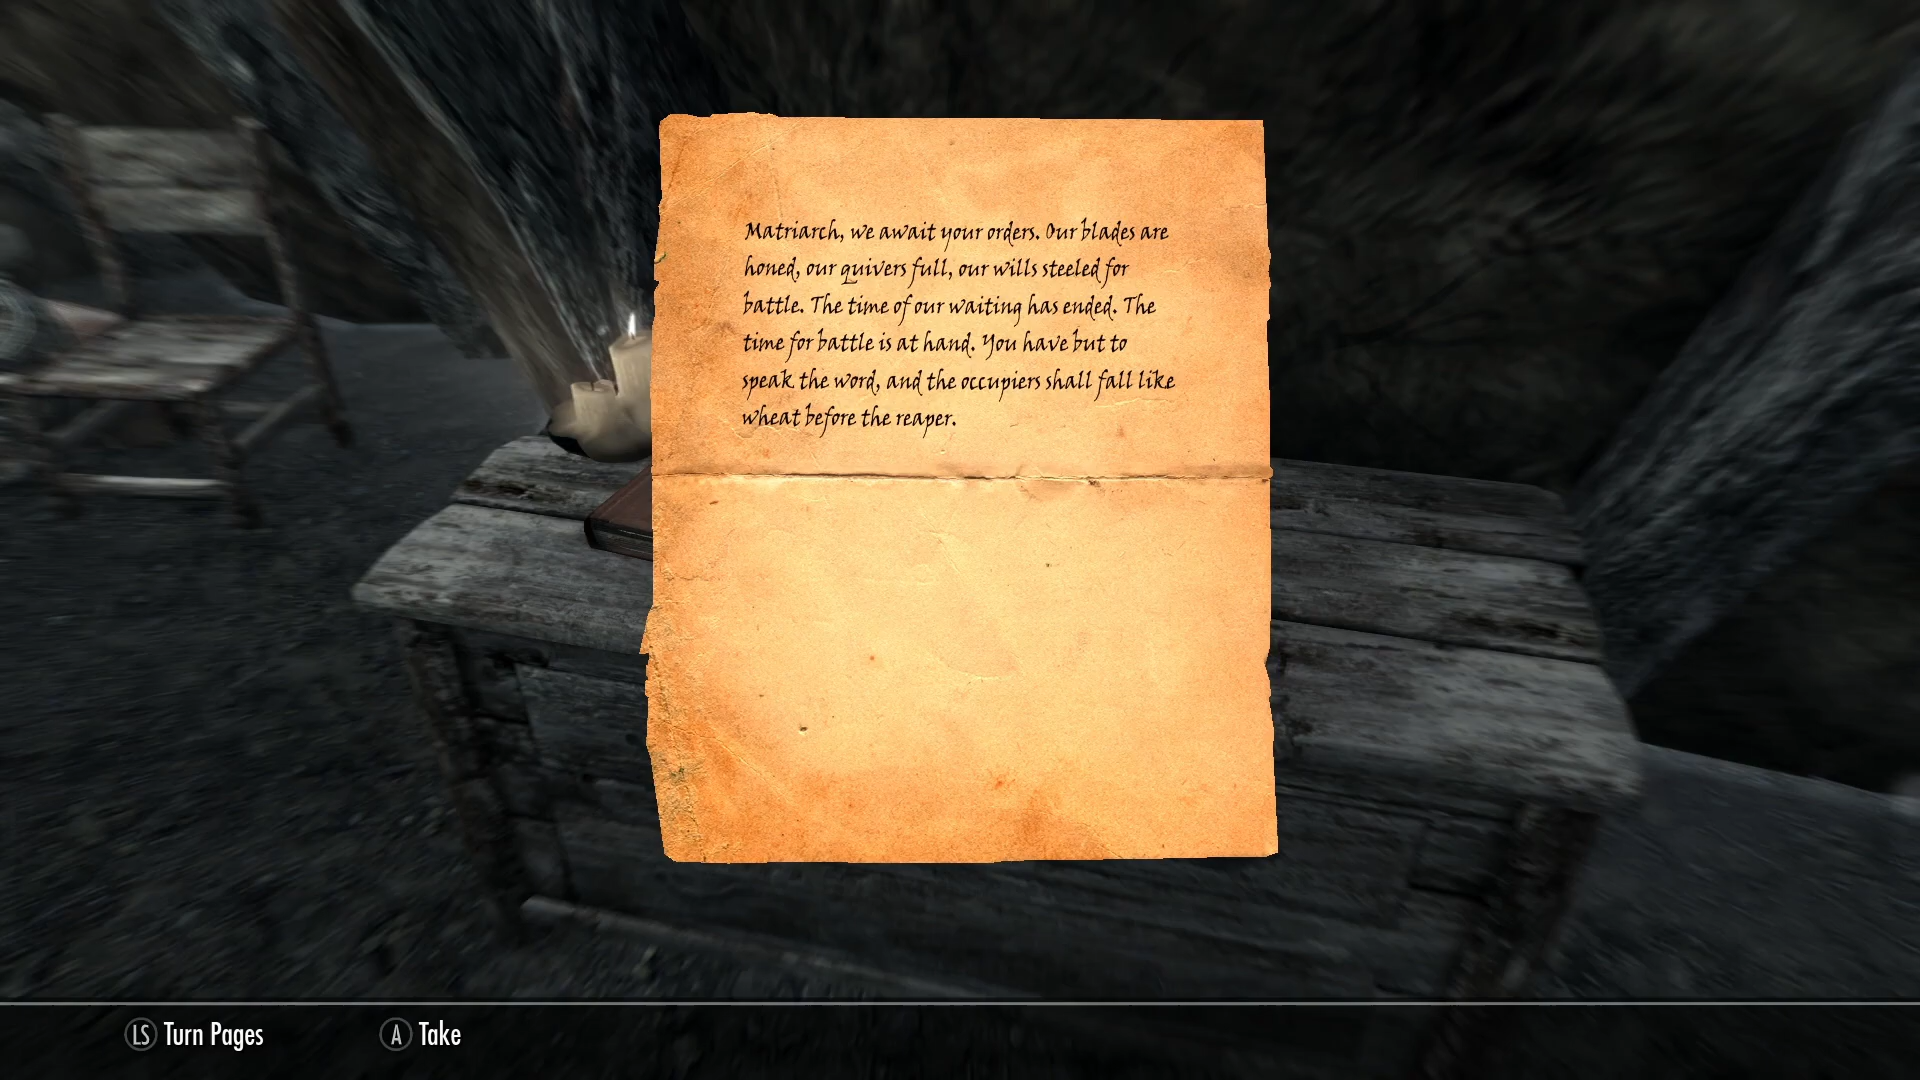 Matriarch, we await your orders. Our blades are
honed, our quivers full, our wills steeled for
battle. The time of our waiting has ended. The
time for battle is at hand. You have but to
speak the word, and the occupiers shall fall like
wheat before the reaper.
LS Turn Pages A Take